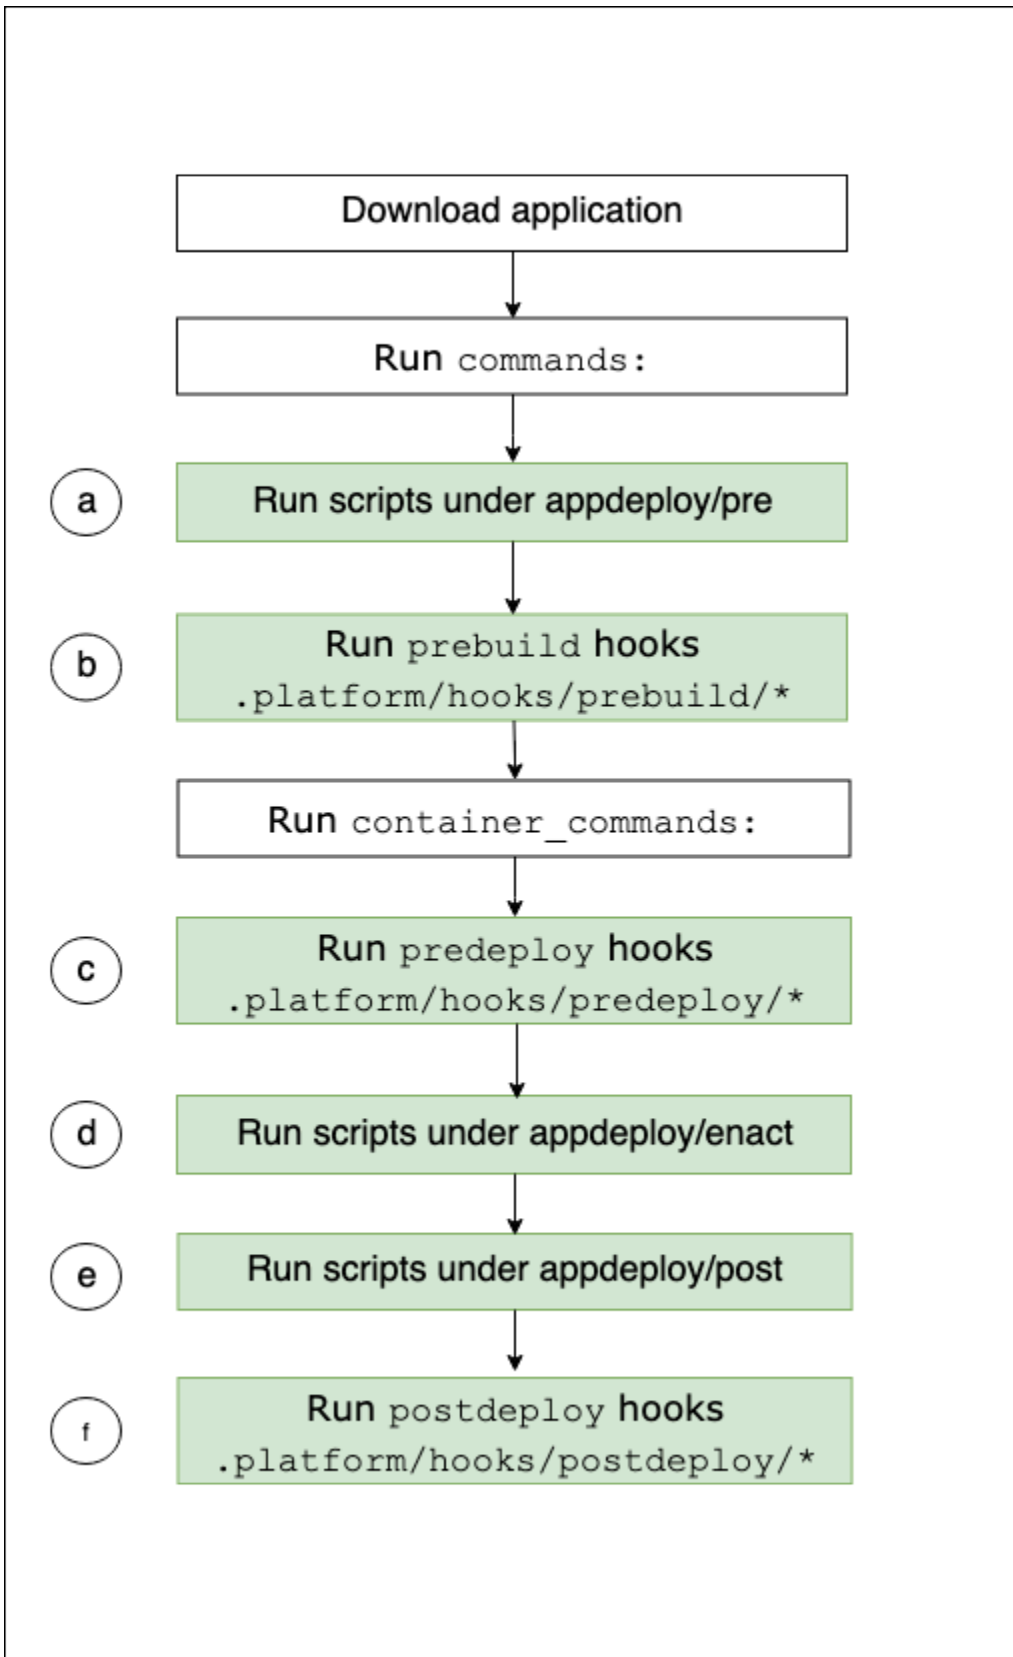 Download application
Run commands:
a
Run scripts under appdeploy/pre
b
Run prebuild hooks
.platform/hooks/prebuild/*
Run container_commands:
c
Run predeploy hooks
.platform/hooks/predeploy/*
d
Run scripts under appdeploy/enact
e
Run scripts under appdeploy/post
f
Run postdeploy hooks
.platform/hooks/postdeploy/*